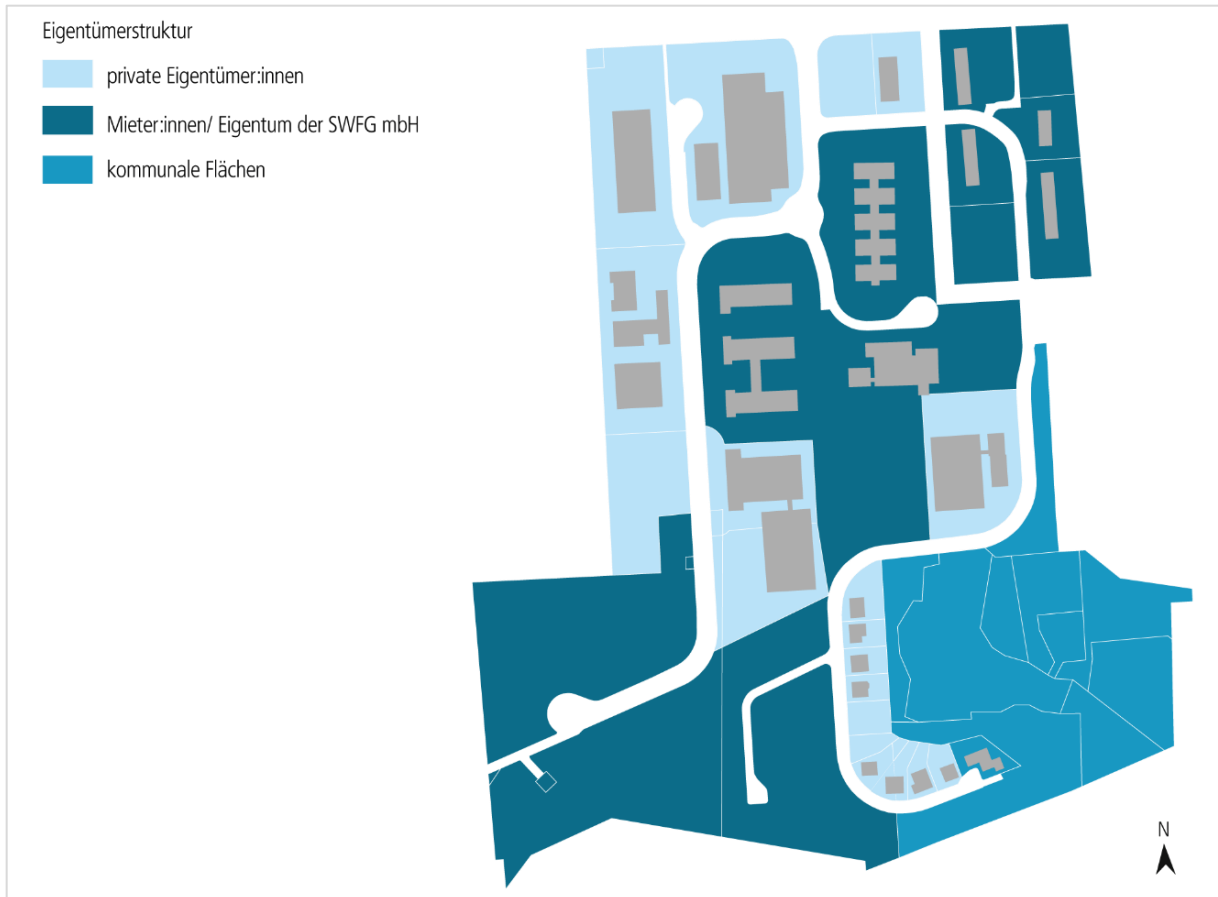 Eigentümerstruktur
private Eigentümer:innen
Mieter:innen/ Eigentum der SWFG mbH
kommunale Flächen
N